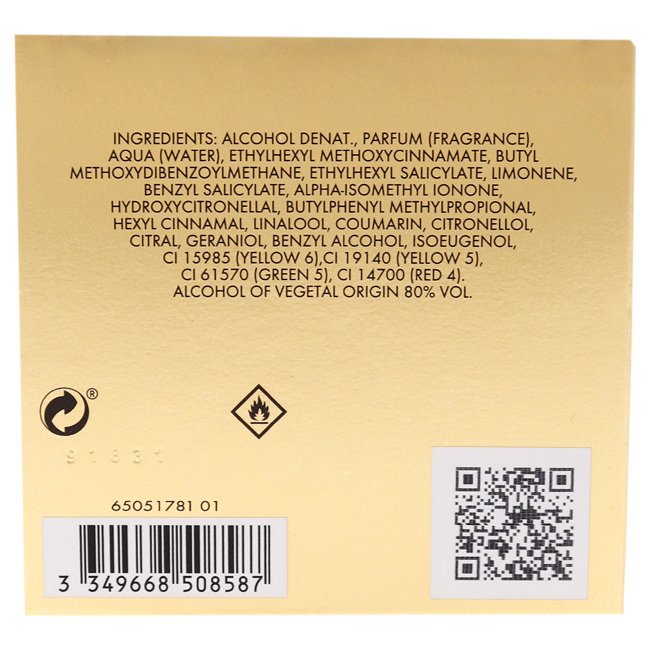 INGREDIENTS: ALCOHOL DENAT., PARFUM (FRAGRANCE),
AQUA (WATER), ETHYLHEXYL METHOXYCINNAMATE, BUTYL
METHOXYDIBENZOYLMETHANE, ETHYLHEXYL SALICYLATE, LIMONENE,
BENZYL SALICYLATE, ALPHA-ISOMETHYL IONONE,
HYDROXYCITRONELLAL, BUTYLPHENYL METHYLPROPIONAL,
HEXYL CINNAMAL, LINALOOL, COUMARIN, CITRONELLOL,
CITRAL, GERANIOL, BENZYL ALCOHOL, ISOEUGENOL,
CI 15985 (YELLOW 6),CI 19140 (YELLOW 5),
CI 61570 (GREEN 5), CI 14700 (RED 4).
ALCOHOL OF VEGETAL ORIGIN 80% VOL.
®
91831
65051781 01
3 349668 508587